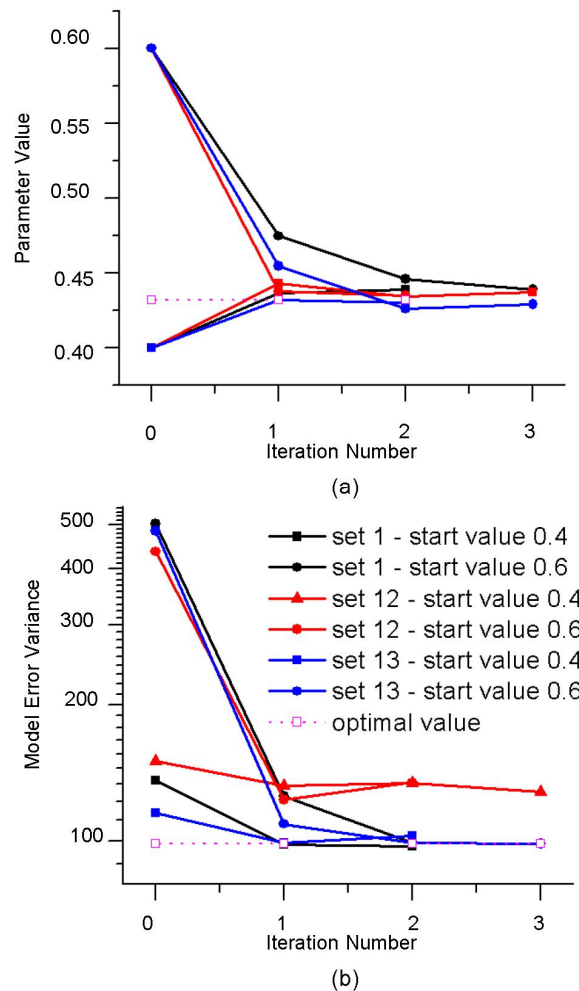 0.60
0.55
0.50
0.45
0.40
Parameter Value
0 1 2 3
Iteration Number
(a)
500
400
300
200
100
Model Error Variance
set 1 - start value 0.4
set 1 - start value 0.6
set 12 - start value 0.4
set 12 - start value 0.6
set 13 - start value 0.4
set 13 - start value 0.6
optimal value
0 1 2 3
Iteration Number
(b)